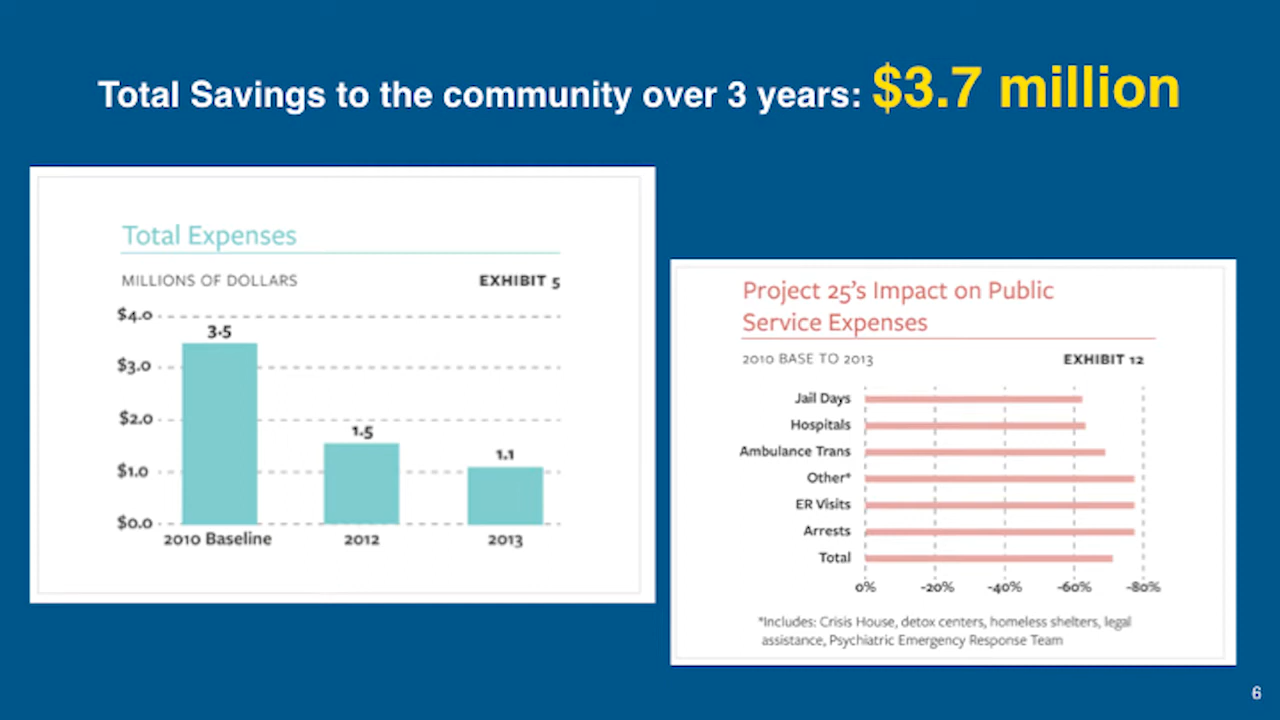 Total Savings to the community over 3 years: $3.7 million
Total Expenses
MILLIONS OF DOLLARS EXHIBIT 5
$4.0
3.5
$3.0
$2.0
1.5
1.1
$1.0
$0.0
2010 Baseline 2012 2013
Project 25's Impact on Public
Service Expenses
2010 BASE TO 2013 EXHIBIT 12
Jail Days
Hospitals
Ambulance Trans
Other*
ER Visits
Arrests
Total
0% -20% -40% -60% -80%
*Includes: Crisis House, detox centers, homeless shelters, legal
assistance, Psychiatric Emergency Response Team
6